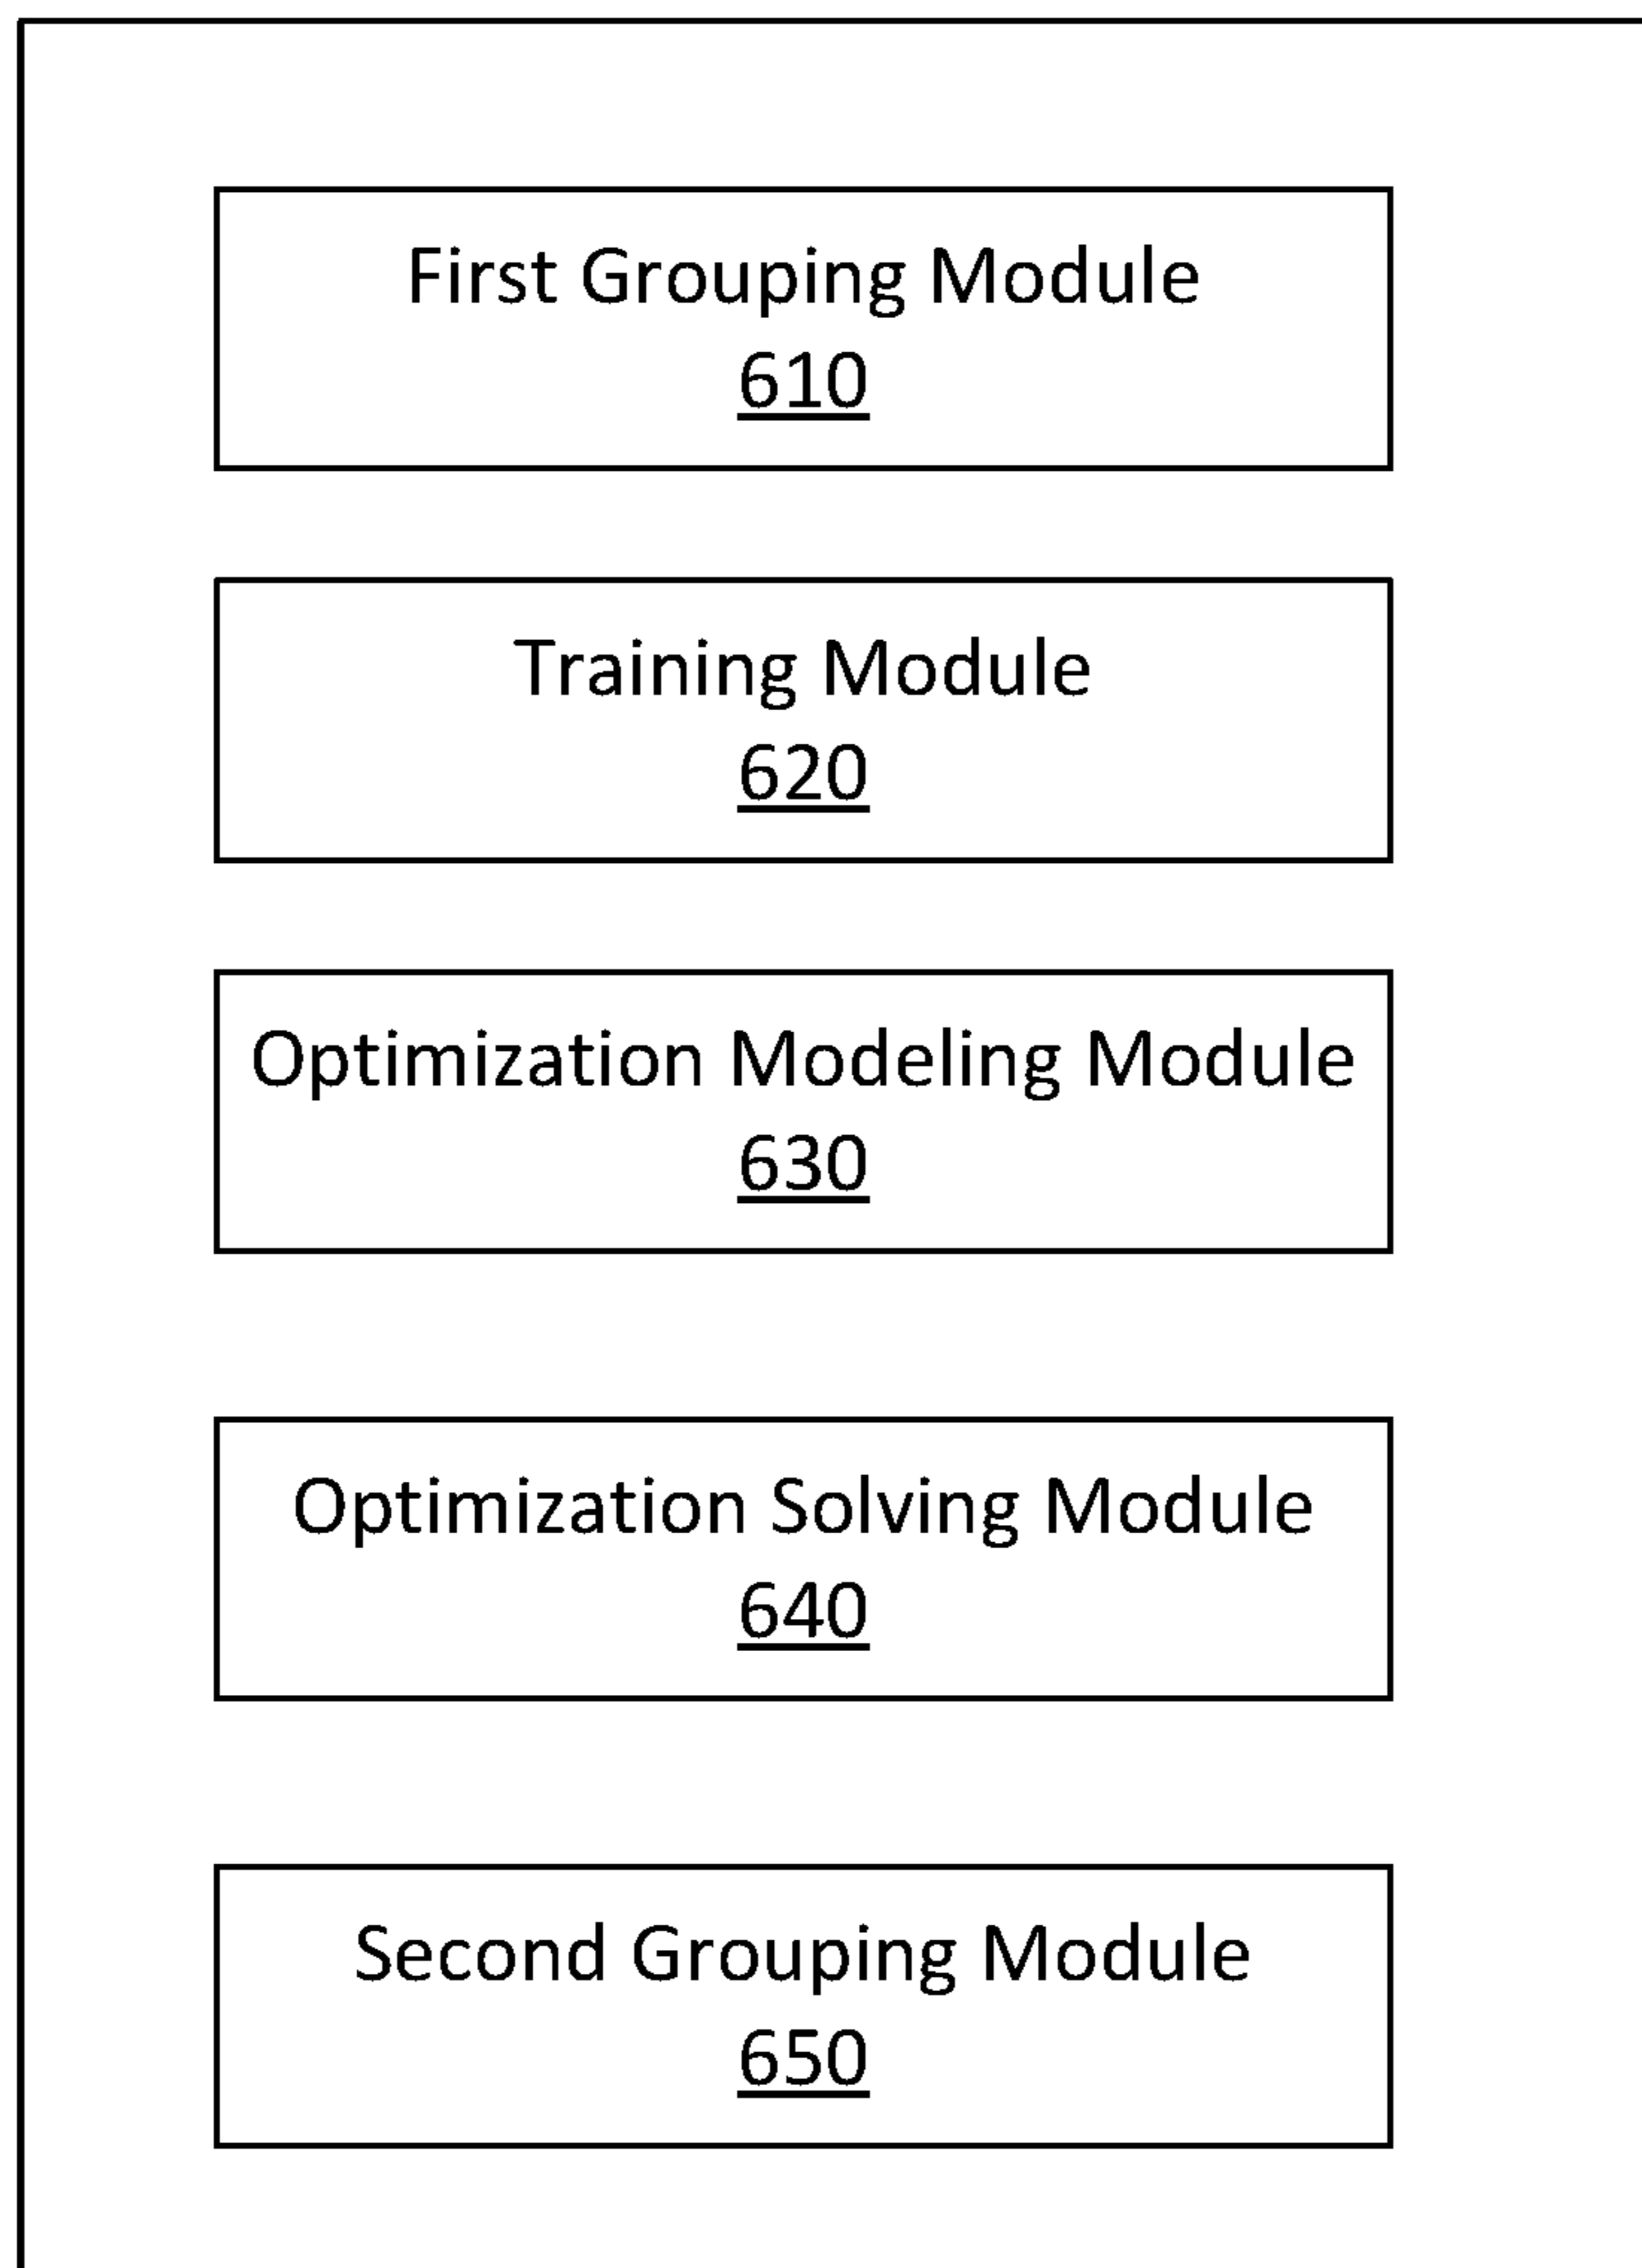 First Grouping Module
610
Training Module
620
Optimization Modeling Module
630
Optimization Solving Module
640
Second Grouping Module
650